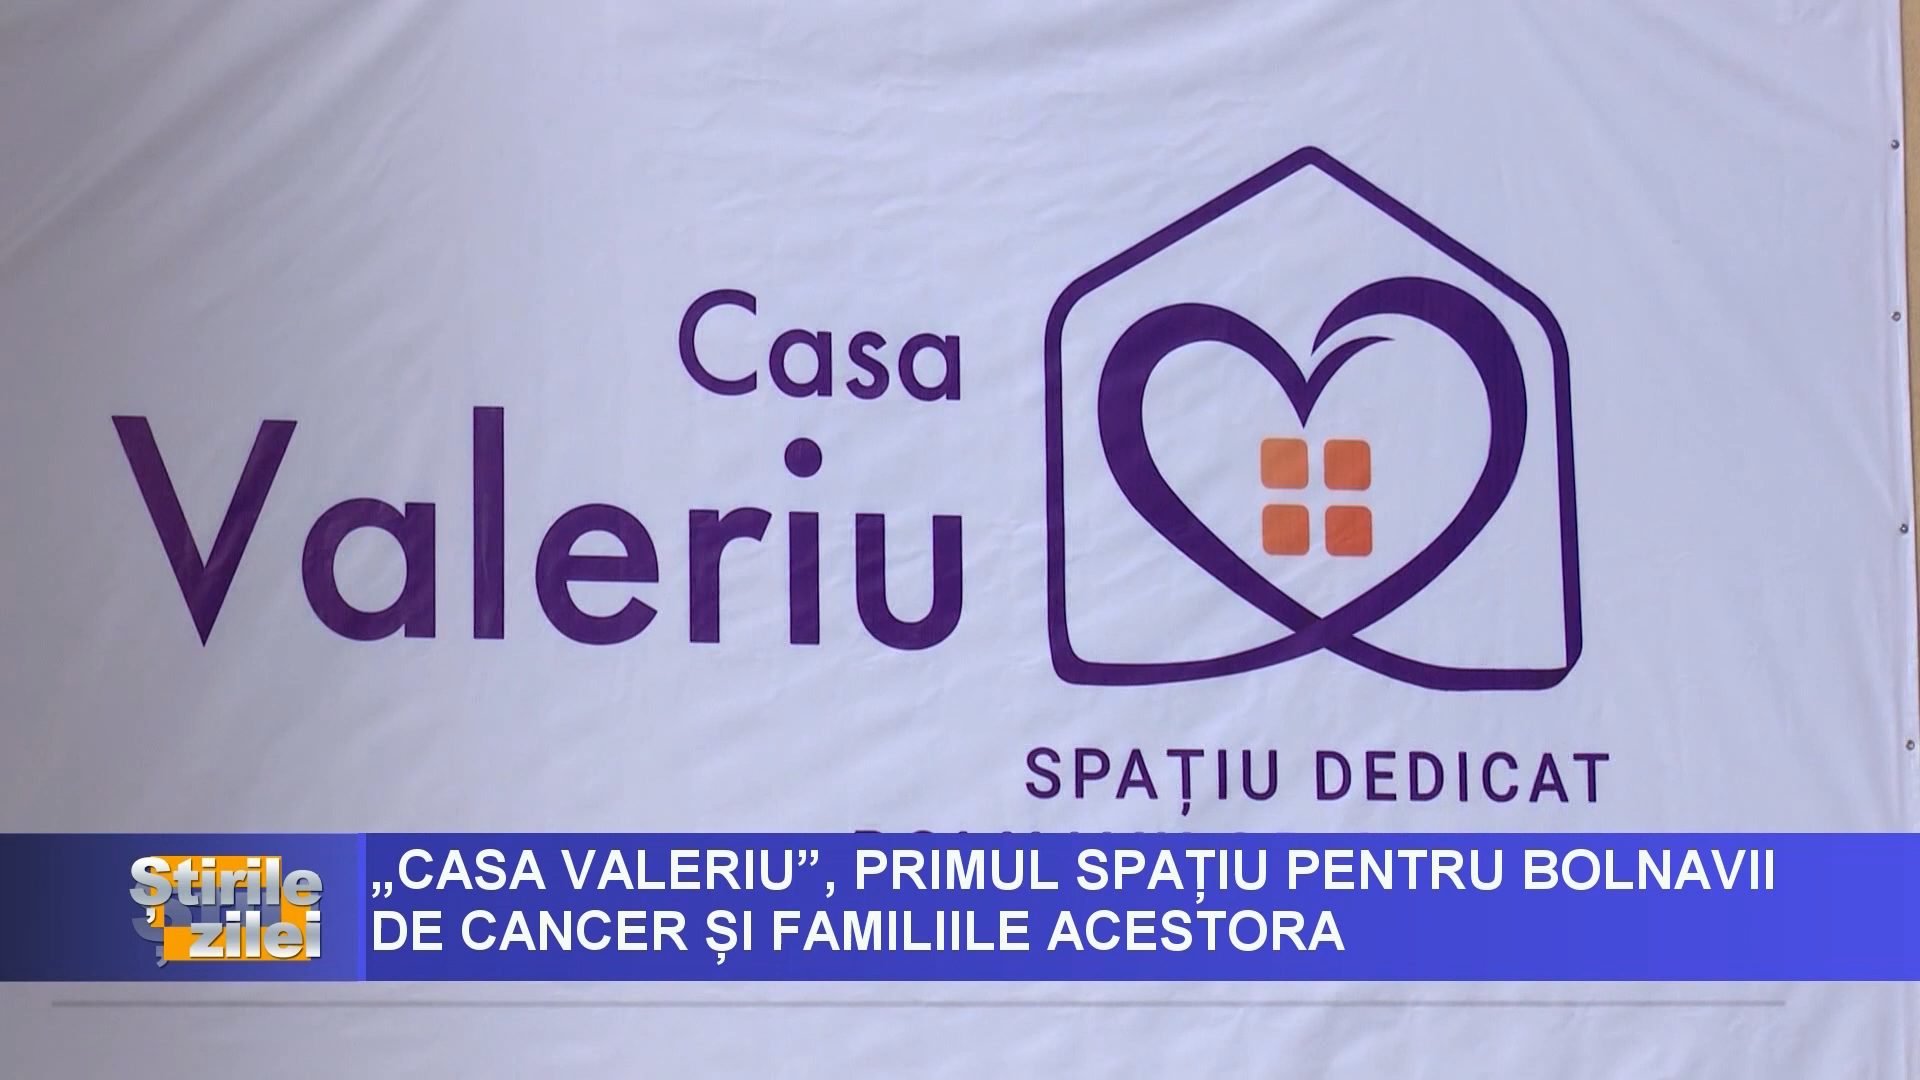 Casa
Valeriu
SPAȚIU DEDICAT
Știrile
zilei
„CASA VALERIU”, PRIMUL SPAȚIU PENTRU BOLNAVII
DE CANCER ȘI FAMILIILE ACESTORA